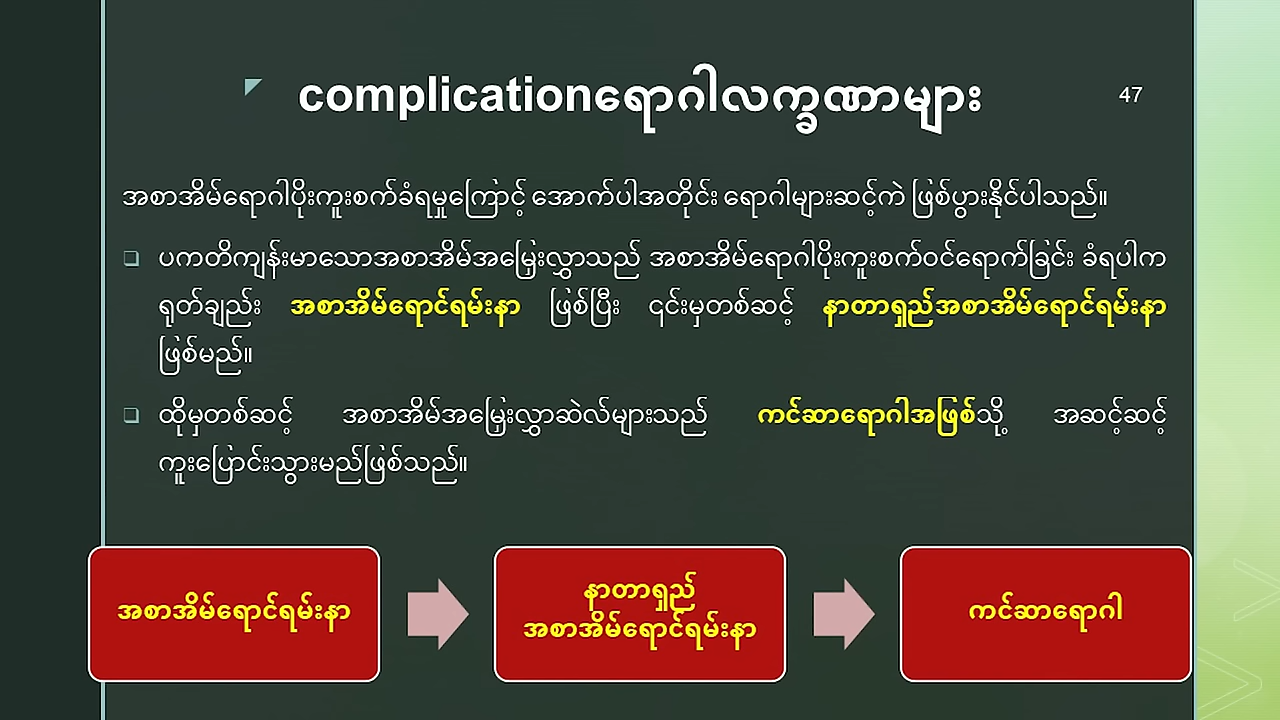 complicationရောဂါလက္ခဏာများ
47
အစာအိမ်ရောဂါပိုးကူးစက်ခံရမှုကြောင့် အောက်ပါအတိုင်း ရောဂါများဆင့်ကဲ ဖြစ်ပွားနိုင်ပါသည်။
ပကတိကျန်းမာသောအစာအိမ်အမြှေးလွှာသည် အစာအိမ်ရောဂါပိုးကူးစက်ဝင်ရောက်ခြင်း ခံရပါက
ရုတ်ချည်း အစာအိမ်ရောင်ရမ်းနာ ဖြစ်ပြီး ၎င်းမှတစ်ဆင့် နာတာရှည်အစာအိမ်ရောင်ရမ်းနာ
ဖြစ်မည်။
ထိုမှတစ်ဆင့် အစာအိမ်အမြှေးလွှာဆဲလ်များသည် ကင်ဆာရောဂါအဖြစ်သို့ အဆင့်ဆင့်
ကူးပြောင်းသွားမည်ဖြစ်သည်။
အစာအိမ်ရောင်ရမ်းနာ
နာတာရှည်
အစာအိမ်ရောင်ရမ်းနာ
ကင်ဆာရောဂါ